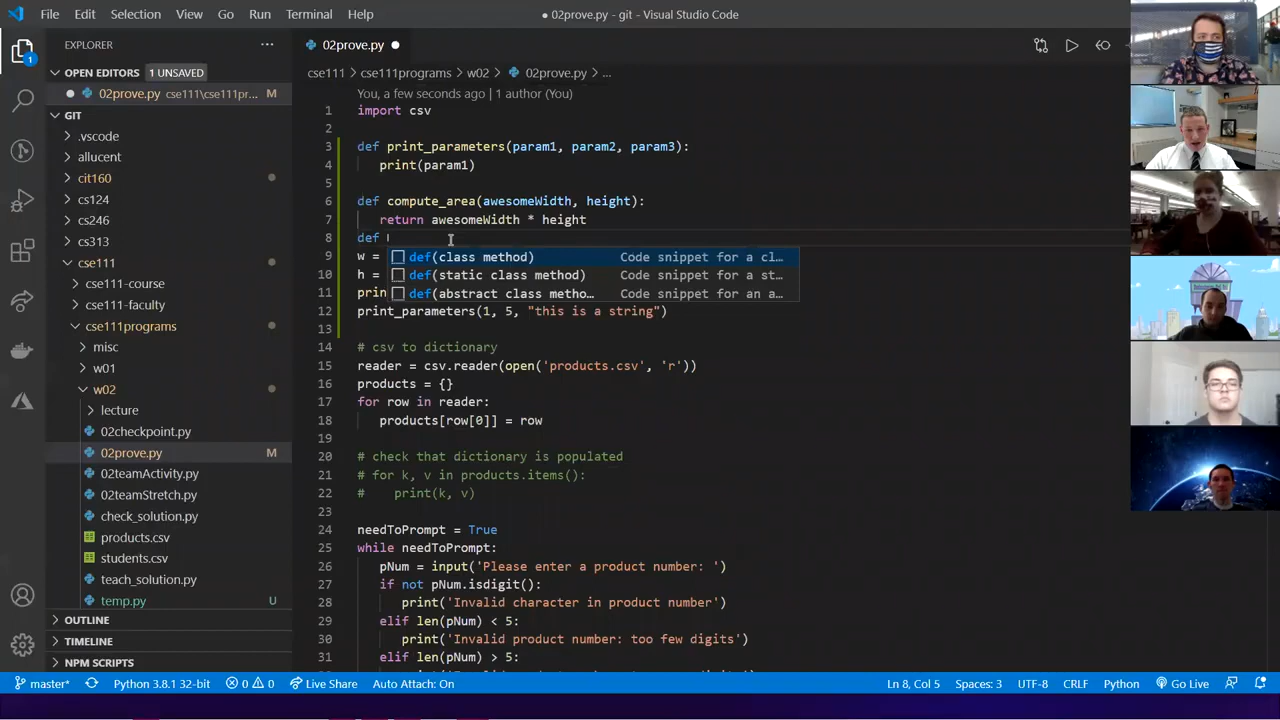 File Edit Selection View Go Run Terminal Help
● 02prove.py - git - Visual Studio Code
EXPLORER
OPEN EDITORS 1 UNSAVED
02prove.py cse111\cse111pr... M
GIT
.vscode
allucent
cit160
cs124
cs246
cs313
cse111
cse111-course
cse111-faculty
cse111programs
misc
w01
w02
lecture
02checkpoint.py
02prove.py M
02teamActivity.py
02teamStretch.py
check_solution.py
products.csv
students.csv
teach_solution.py
temp.py U
OUTLINE
TIMELINE
NPM SCRIPTS
02prove.py ●
cse111 > cse111programs > w02 > 02prove.py > ...
You, a few seconds ago | 1 author (You)
1 import csv
2
3 def print_parameters(param1, param2, param3):
4 print(param1)
5
6 def compute_area(awesomeWidth, height):
7 return awesomeWidth * height
8 def
9 w =
10 h =
11 prin
def(class method) Code snippet for a cl...
def(static class method) Code snippet for a st...
def(abstract class metho... Code snippet for an a...
12 print_parameters(1, 5, "this is a string")
13
14 # csv to dictionary
15 reader = csv.reader(open('products.csv', 'r'))
16 products = {}
17 for row in reader:
18 products[row[0]] = row
19
20 # check that dictionary is populated
21 # for k, v in products.items():
22 # print(k, v)
23
24 needToPrompt = True
25 while needToPrompt:
26 pNum = input('Please enter a product number: ')
27 if not pNum.isdigit():
28 print('Invalid character in product number')
29 elif len(pNum) < 5:
30 print('Invalid product number: too few digits')
31 elif len(pNum) > 5:
master* Python 3.8.1 32-bit 0 0 Live Share Auto Attach: On Ln 8, Col 5 Spaces: 3 UTF-8 CRLF Python Go Live